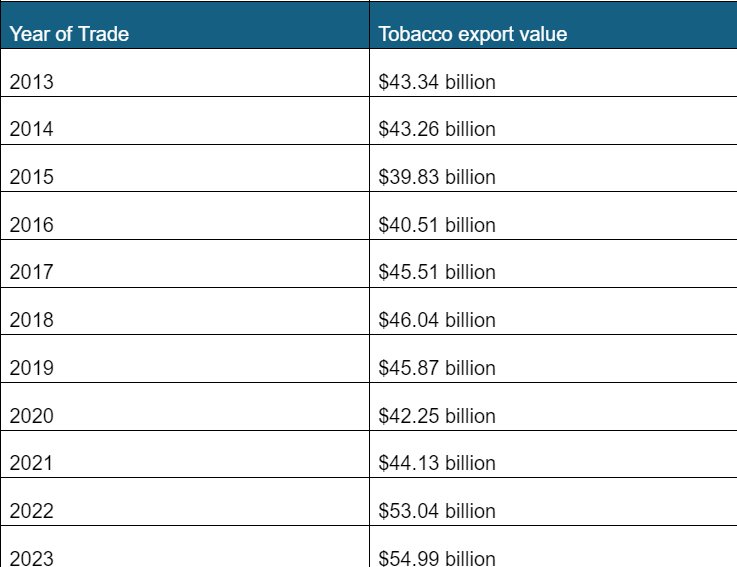 Year of Trade Tobacco export value
2013 $43.34 billion
2014 $43.26 billion
2015 $39.83 billion
2016 $40.51 billion
2017 $45.51 billion
2018 $46.04 billion
2019 $45.87 billion
2020 $42.25 billion
2021 $44.13 billion
2022 $53.04 billion
2023 $54.99 billion